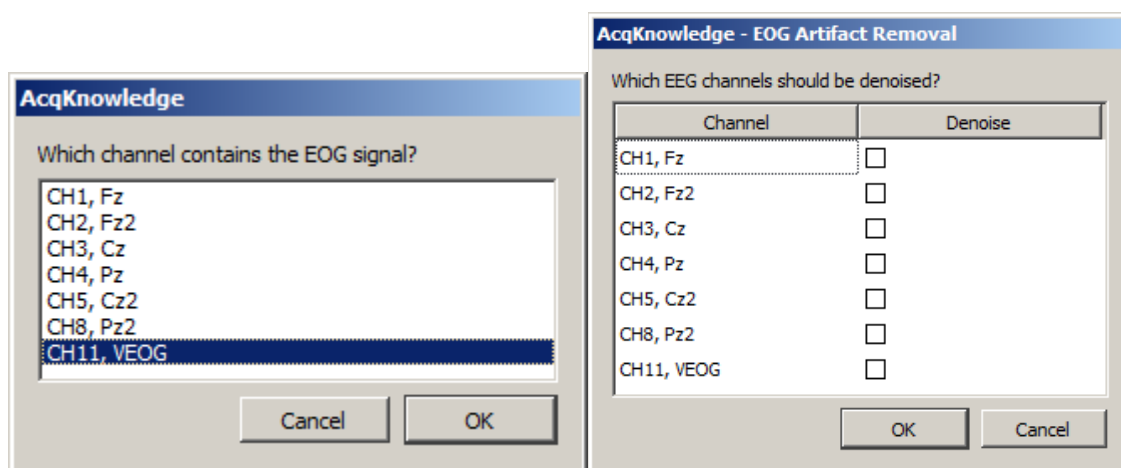 AcqKnowledge
Which channel contains the EOG signal?
CH1, Fz
CH2, Fz2
CH3, Cz
CH4, Pz
CH5, Cz2
CH8, Pz2
CH11, VEOG
Cancel OK
AcqKnowledge - EOG Artifact Removal
Which EEG channels should be denoised?
Channel Denoise
CH1, Fz
CH2, Fz2
CH3, Cz
CH4, Pz
CH5, Cz2
CH8, Pz2
CH11, VEOG
OK Cancel